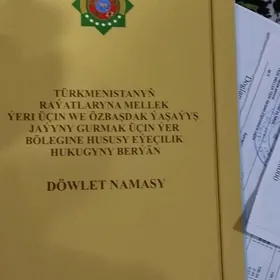 TÜRKMENISTANYŇ
RAÝATLARYNA MELLEK
ÝERI ÜÇIN WE ÖZBAŞDAK ÝAŞAÝYŞ
JAÝYNY GURMAK ÜÇIN ÝER
BÖLEGINE HUSUSY EÝEÇILIK
HUKUGYNY BERÝÄN
DÖWLET NAMASY